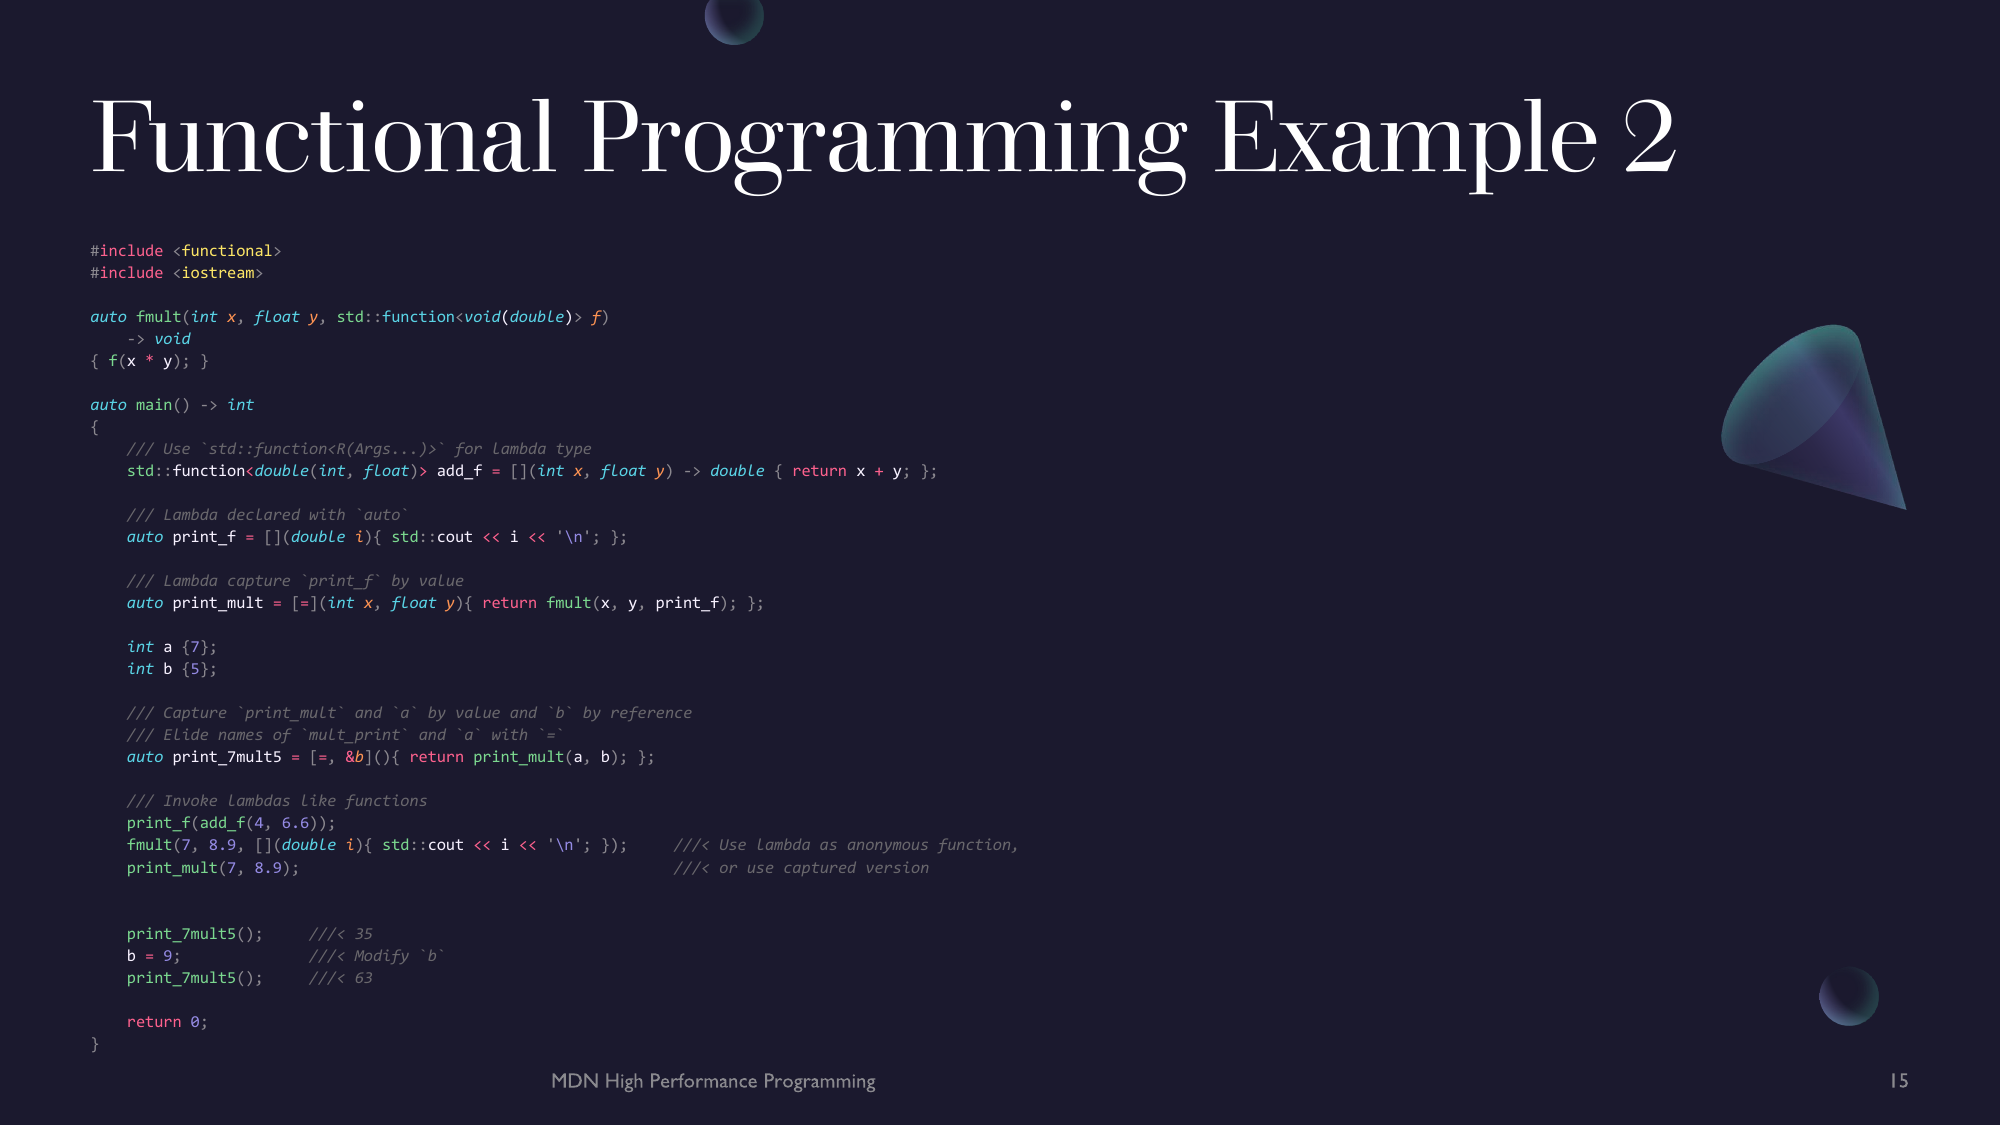 Functional Programming Example 2
#include <functional>
#include <iostream>
auto fmult(int x, float y, std::function<void(double)> f)
    -> void
{ f(x * y); }
auto main() -> int
{
    /// Use `std::function<R(Args...)>` for lambda type
    std::function<double(int, float)> add_f = [](int x, float y) -> double { return x + y; };
    /// Lambda declared with `auto`
    auto print_f = [](double i){ std::cout << i << '\n'; };
    /// Lambda capture `print_f` by value
    auto print_mult = [=](int x, float y){ return fmult(x, y, print_f); };
    int a {7};
    int b {5};
    /// Capture `print_mult` and `a` by value and `b` by reference
    /// Elide names of `mult_print` and `a` with `=`
    auto print_7mult5 = [=, &b](){ return print_mult(a, b); };
    /// Invoke lambdas like functions
    print_f(add_f(4, 6.6));
    fmult(7, 8.9, [](double i){ std::cout << i << '\n'; });     ///< Use lambda as anonymous function,
    print_mult(7, 8.9);                                         ///< or use captured version
    print_7mult5();     ///< 35
    b = 9;              ///< Modify `b`
    print_7mult5();     ///< 63
    return 0;
}
MDN High Performance Programming
15